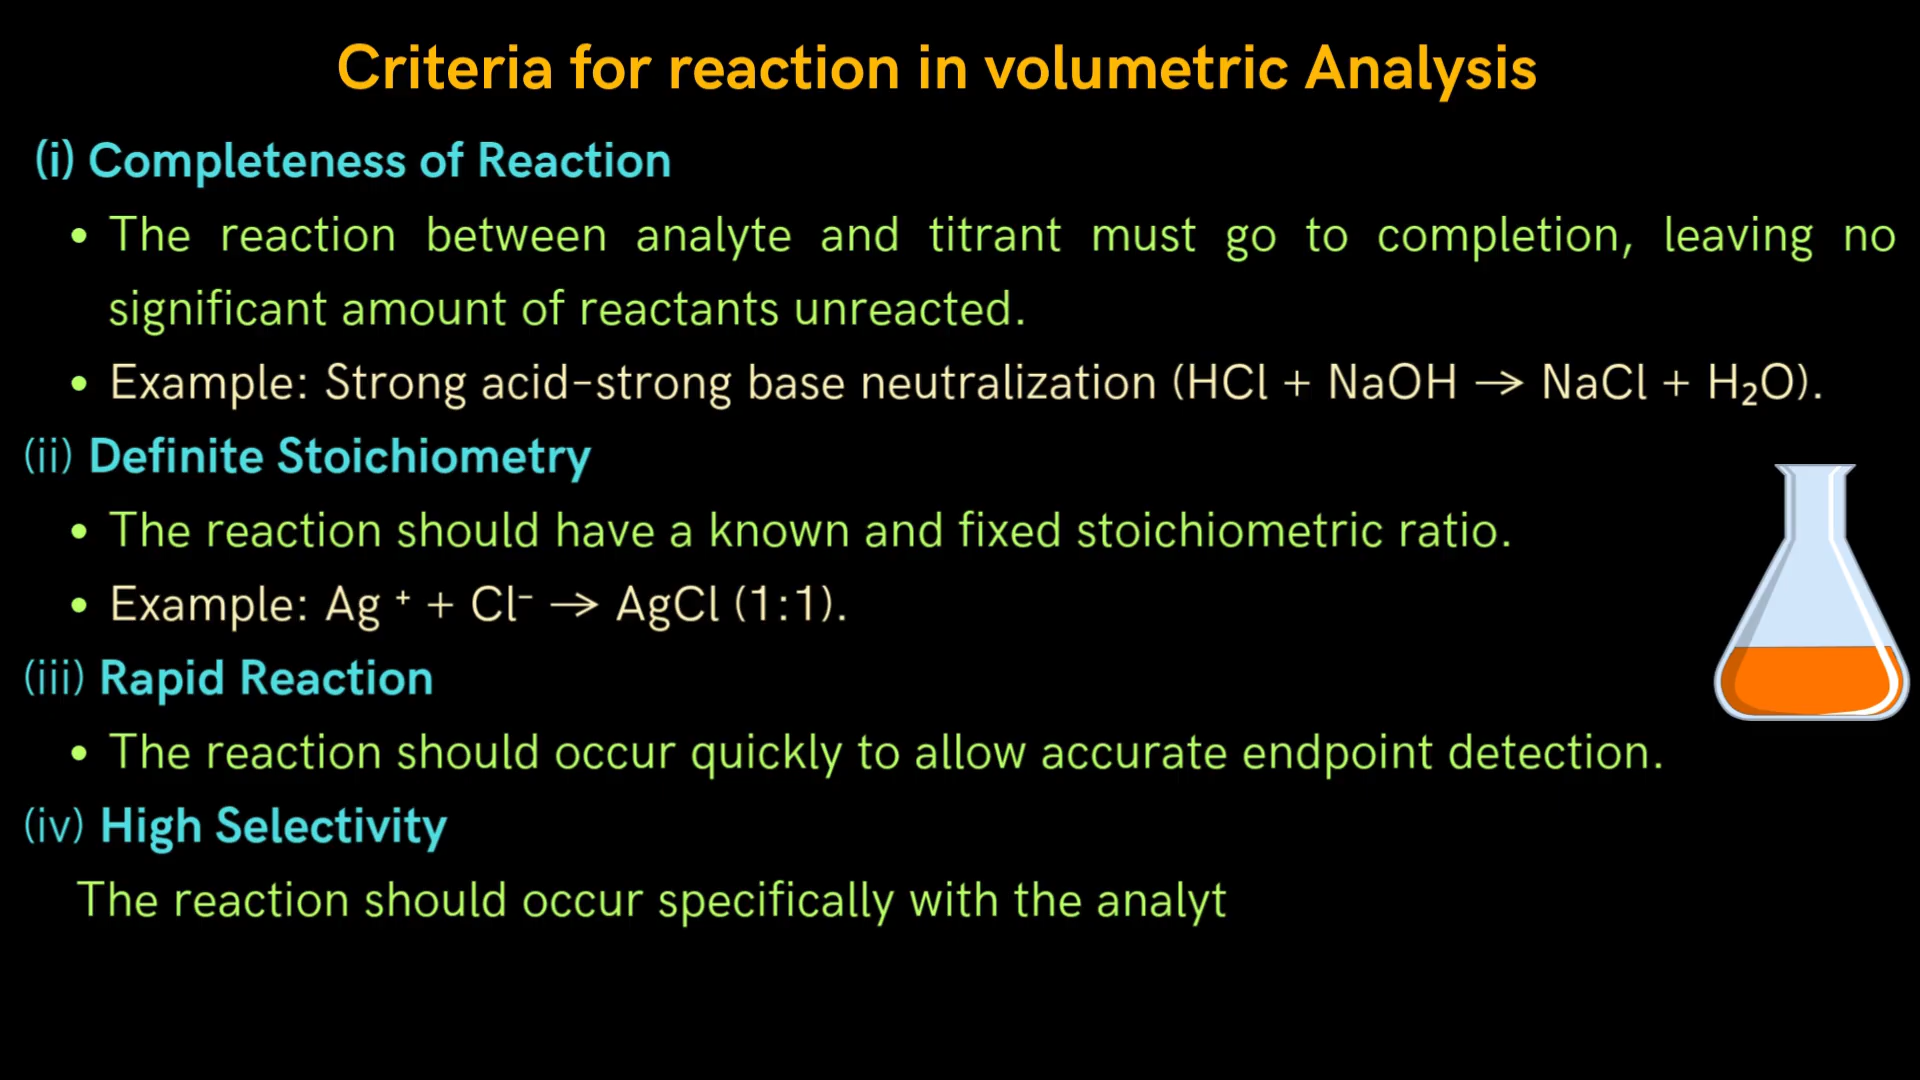 Criteria for reaction in volumetric Analysis
(i) Completeness of Reaction
• The reaction between analyte and titrant must go to completion, leaving no
significant amount of reactants unreacted.
• Example: Strong acid–strong base neutralization (HCl + NaOH → NaCl + H₂O).
(ii) Definite Stoichiometry
• The reaction should have a known and fixed stoichiometric ratio.
• Example: Ag ⁺ + Cl⁻ → AgCl (1:1).
(iii) Rapid Reaction
• The reaction should occur quickly to allow accurate endpoint detection.
(iv) High Selectivity
The reaction should occur specifically with the analyt